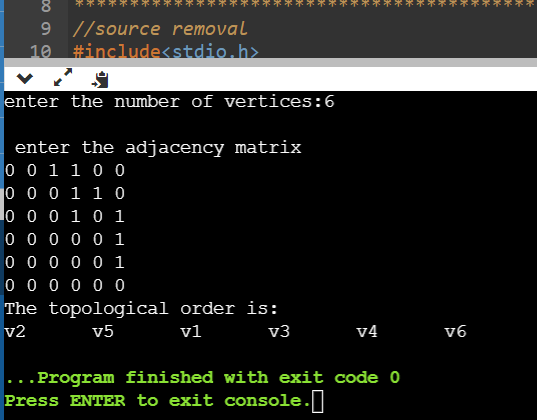 8 ******************************************
9 //source removal
10 #include<stdio.h>
enter the number of vertices:6
enter the adjacency matrix
0 0 1 1 0 0
0 0 0 1 1 0
0 0 0 1 0 1
0 0 0 0 0 1
0 0 0 0 0 1
0 0 0 0 0 0
The topological order is:
v2 v5 v1 v3 v4 v6
...Program finished with exit code 0
Press ENTER to exit console.